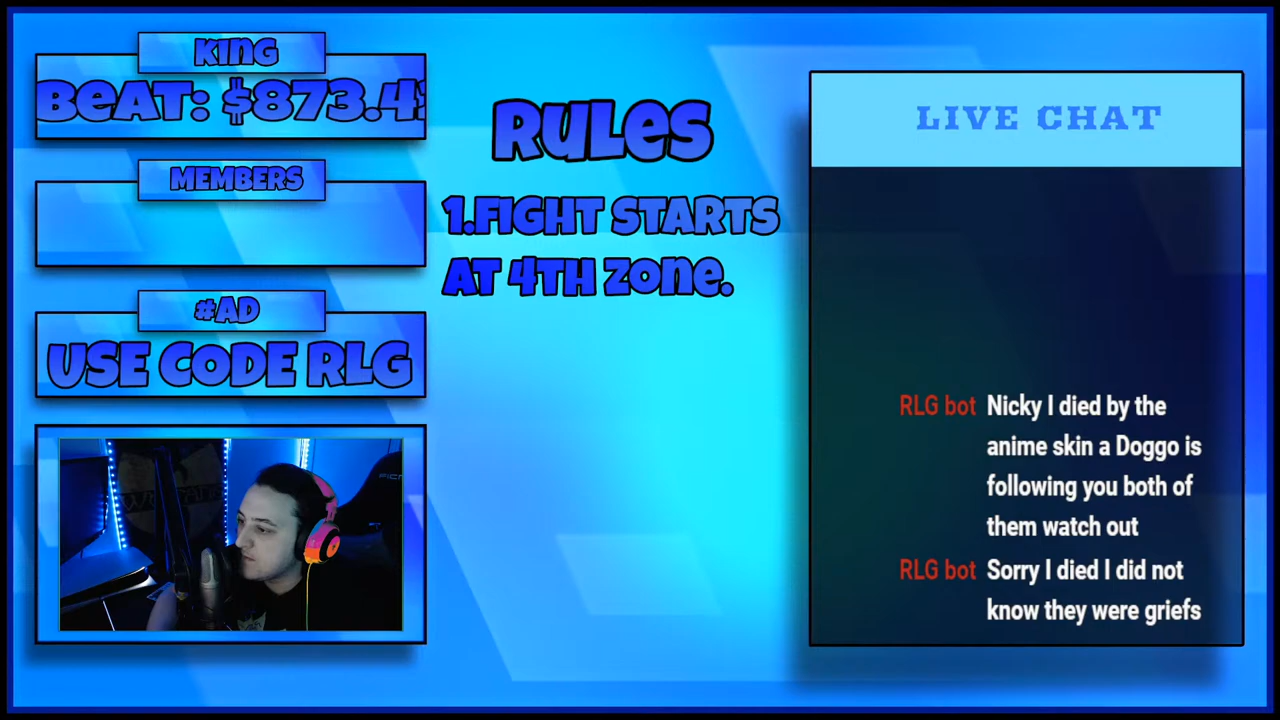 King
BEAT: $873.4
MEMBERS
#AD
USE CODE RLG
RULES
1.FIGHT STARTS
AT 4TH ZONE.
LIVE CHAT
RLG bot Nicky I died by the
anime skin a Doggo is
following you both of
them watch out
RLG bot Sorry I died I did not
know they were griefs